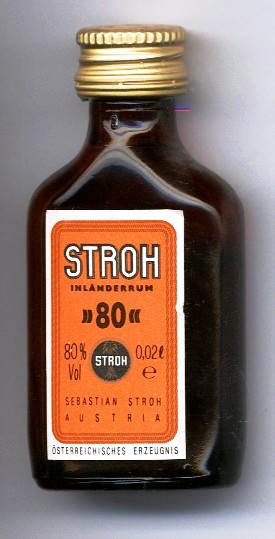 STROH
INLÄNDERRUM
»80«
80% 0,02ℓ
Vol STROH ℮
SEBASTIAN STROH
AUSTRIA
ÖSTERREICHISCHES ERZEUGNIS